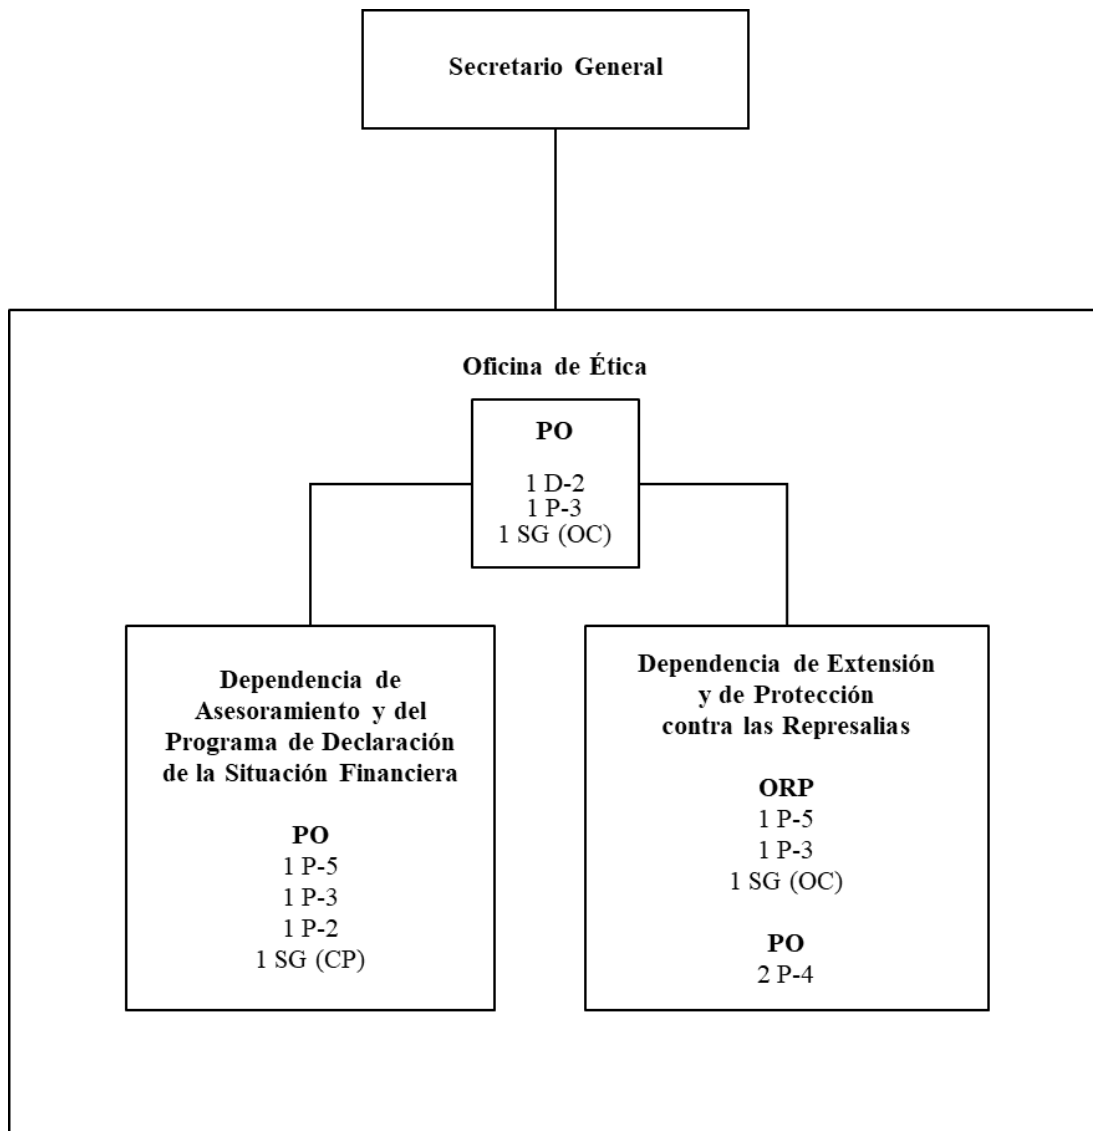 Secretario General
Oficina de Ética
PO
1 D-2
1 P-3
1 SG (OC)
Dependencia de
Asesoramiento y del
Programa de Declaración
de la Situación Financiera
PO
1 P-5
1 P-3
1 P-2
1 SG (CP)
Dependencia de Extensión
y de Protección
contra las Represalias
ORP
1 P-5
1 P-3
1 SG (OC)
PO
2 P-4